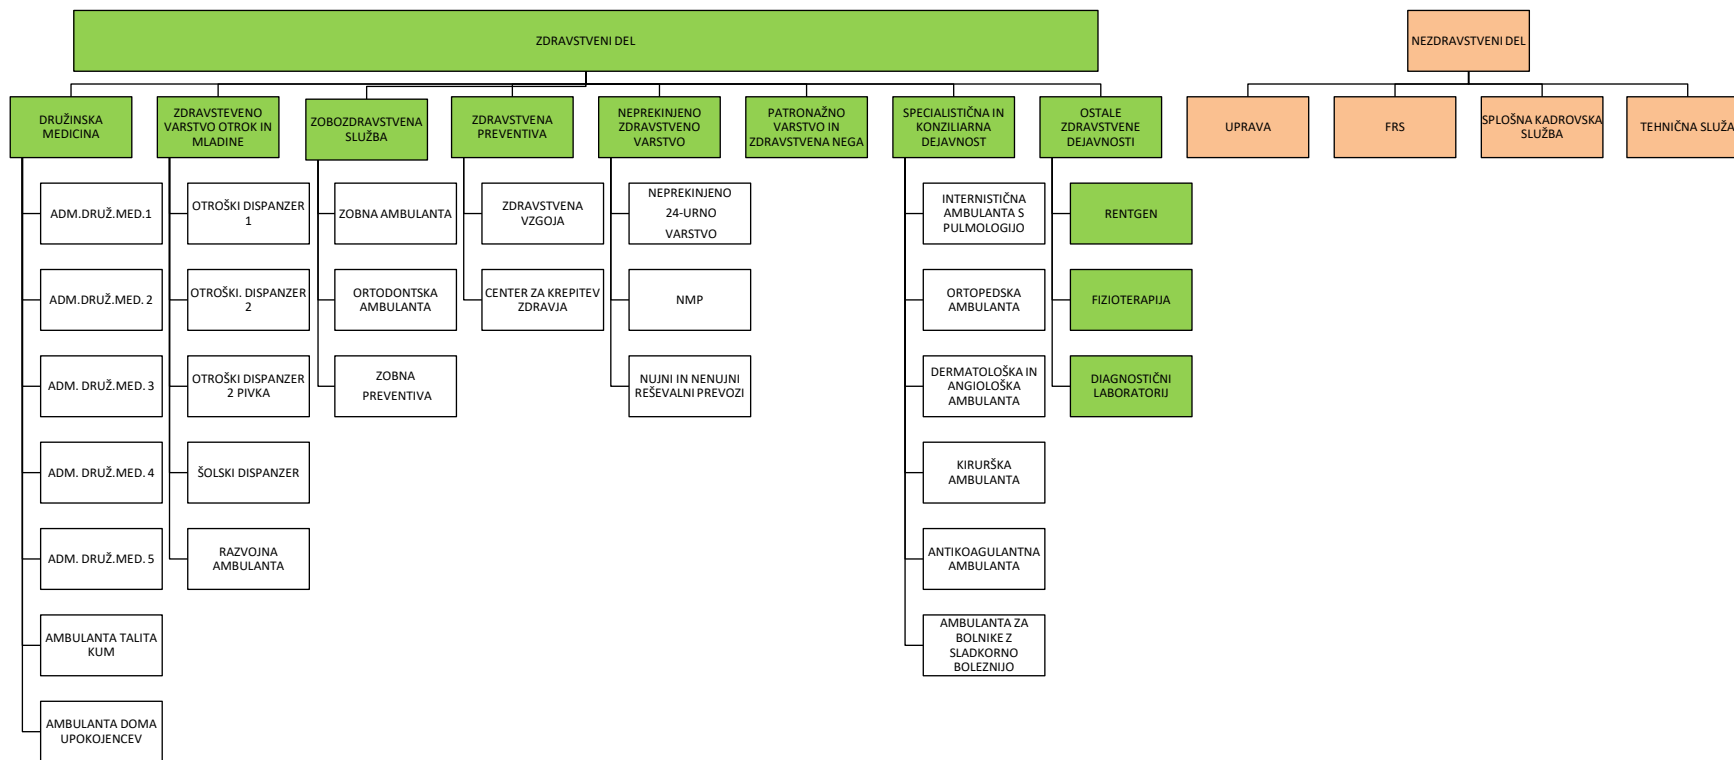 ZDRAVSTVENI DEL
NEZDRAVSTVENI DEL
DRUŽINSKA
MEDICINA
ZDRAVSTEVENO
VARSTVO OTROK IN
MLADINE
ZOBOZDRAVSTVENA
SLUŽBA
ZDRAVSTVENA
PREVENTIVA
NEPREKINJENO
ZDRAVSTVENO
VARSTVO
PATRONAŽNO
VARSTVO IN
ZDRAVSTVENA NEGA
SPECIALISTIČNA IN
KONZILIARNA
DEJAVNOST
OSTALE
ZDRAVSTVENE
DEJAVNOSTI
UPRAVA
FRS
SPLOŠNA KADROVSKA
SLUŽBA
TEHNIČNA SLUŽA
ADM.DRUŽ.MED.1
ADM.DRUŽ.MED. 2
ADM. DRUŽ.MED. 3
ADM. DRUŽ.MED. 4
ADM. DRUŽ.MED. 5
AMBULANTA TALITA
KUM
AMBULANTA DOMA
UPOKOJENCEV
OTROŠKI DISPANZER
1
OTROŠKI. DISPANZER
2
OTROŠKI DISPANZER
2 PIVKA
ŠOLSKI DISPANZER
RAZVOJNA
AMBULANTA
ZOBNA AMBULANTA
ORTODONTSKA
AMBULANTA
ZOBNA
PREVENTIVA
ZDRAVSTVENA
VZGOJA
CENTER ZA KREPITEV
ZDRAVJA
NEPREKINJENO
24-URNO
VARSTVO
NMP
NUJNI IN NENUJNI
REŠEVALNI PREVOZI
INTERNISTIČNA
AMBULANTA S
PULMOLOGIJO
ORTOPEDSKA
AMBULANTA
DERMATOLOŠKA IN
ANGIOLOŠKA
AMBULANTA
KIRURŠKA
AMBULANTA
ANTIKOAGULANTNA
AMBULANTA
AMBULANTA ZA
BOLNIKE Z
SLADKORNO
BOLEZNIJO
RENTGEN
FIZIOTERAPIJA
DIAGNOSTIČNI
LABORATORIJ